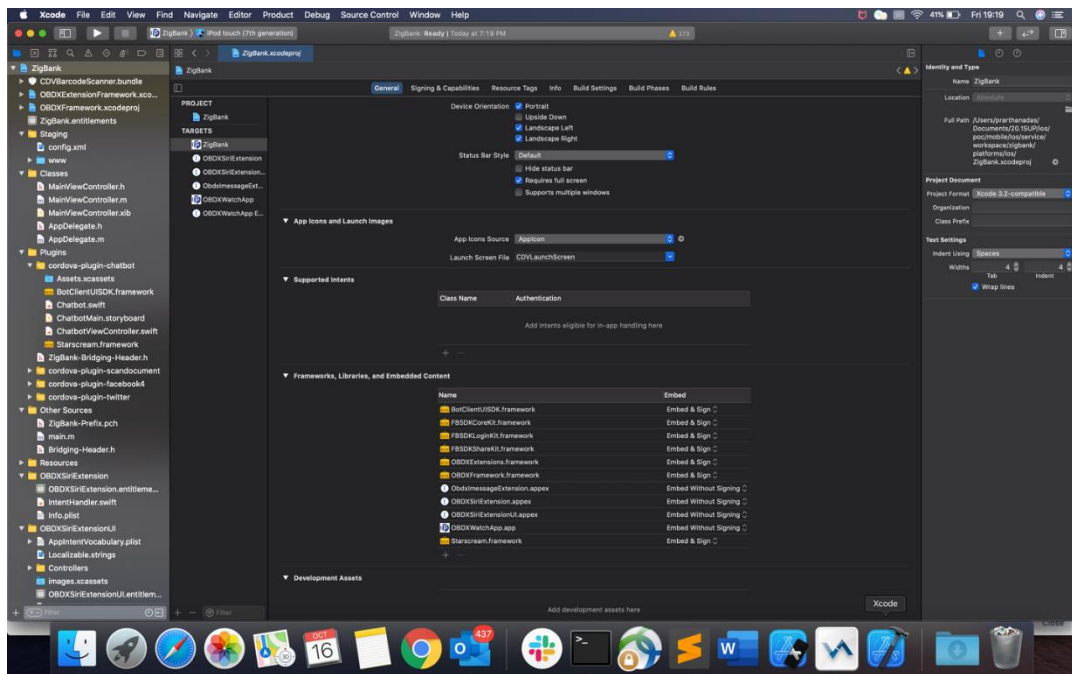 Xcode File Edit View Find Navigate Editor Product Debug Source Control Window Help 41% Fri 19:19
ZigBank iPod touch (7th generation) ZigBank: Ready | Today at 7:19 PM
ZigBank.xcodeproj
ZigBank
ZigBank
CDVBarcodeScanner.bundle
OBDXExtensionFramework.xco...
OBDXFramework.xcodeproj
ZigBank.entitlements
Staging
config.xml
www
Classes
MainViewController.h
MainViewController.m
MainViewController.xib
AppDelegate.h
AppDelegate.m
Plugins
cordova-plugin-chatbot
Assets.xcassets
BotClientUISDK.framework
Chatbot.swift
ChatbotMain.storyboard
ChatbotViewController.swift
Starscream.framework
ZigBank-Bridging-Header.h
cordova-plugin-scandocument
cordova-plugin-facebook4
cordova-plugin-twitter
Other Sources
ZigBank-Prefix.pch
main.m
Bridging-Header.h
Resources
OBDXSiriExtension
OBDXSiriExtension.entitleme...
IntentHandler.swift
Info.plist
OBDXSiriExtensionUI
AppIntentVocabulary.plist
Localizable.strings
Controllers
images.xcassets
OBDXSiriExtensionUI.entitlem...
Filter
PROJECT
ZigBank
TARGETS
ZigBank
OBDXSiriExtension
OBDXSiriExtension...
ObdxImessageExt...
OBDXWatchApp
OBDXWatchApp E...
Filter
General Signing & Capabilities Resource Tags Info Build Settings Build Phases Build Rules
Device Orientation Portrait
Upside Down
Landscape Left
Landscape Right
Status Bar Style Default
Hide status bar
Requires full screen
Supports multiple windows
App Icons and Launch Images
App Icons Source AppIcon
Launch Screen File CDVLaunchScreen
Supported Intents
Class Name Authentication
Add intents eligible for in-app handling here
Frameworks, Libraries, and Embedded Content
Name Embed
BotClientUISDK.framework Embed & Sign
FBSDKCoreKit.framework Embed & Sign
FBSDKLoginKit.framework Embed & Sign
FBSDKShareKit.framework Embed & Sign
OBDXExtensions.framework Embed & Sign
OBDXFramework.framework Embed & Sign
ObdxImessageExtension.appex Embed Without Signing
OBDXSiriExtension.appex Embed Without Signing
OBDXSiriExtensionUI.appex Embed Without Signing
OBDXWatchApp.app Embed Without Signing
Starscream.framework Embed & Sign
Development Assets
Add development assets here
Identity and Type
Name ZigBank
Location Absolute
Full Path /Users/prarthanadas/
Documents/20.1SUP/ios/
poc/mobile/ios/service/
workspace/zigbank/
platforms/ios/
ZigBank.xcodeproj
Project Document
Project Format Xcode 3.2-compatible
Organization
Class Prefix
Text Settings
Indent Using Spaces
Widths 4 4
Tab Indent
Wrap lines
Xcode
Close
OCT
16
437